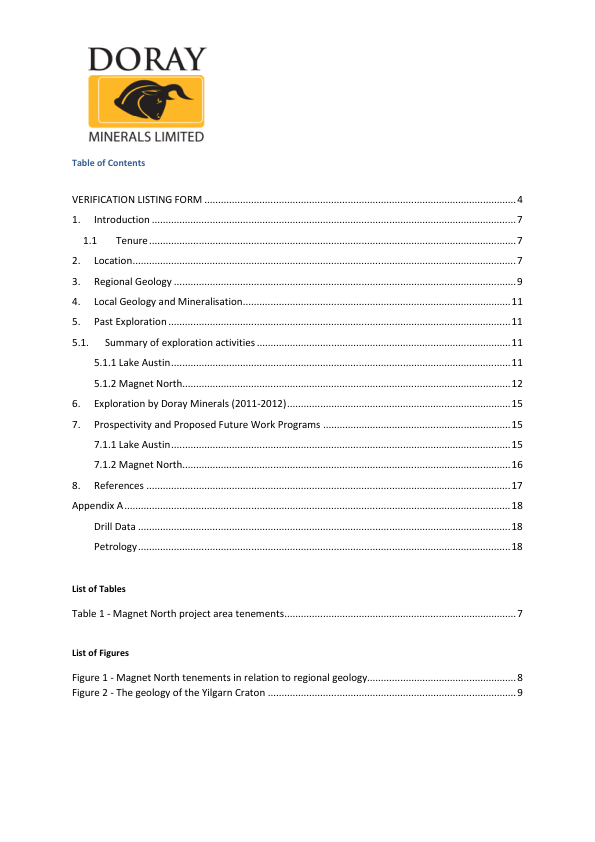 DORAY
MINERALS LIMITED
Table of Contents
VERIFICATION LISTING FORM ........................................................ 4
1. Introduction ........................................................ 7
1.1 Tenure ........................................................ 7
2. Location ........................................................ 7
3. Regional Geology ........................................................ 9
4. Local Geology and Mineralisation ........................................................ 11
5. Past Exploration ........................................................ 11
5.1. Summary of exploration activities ........................................................ 11
5.1.1 Lake Austin ........................................................ 11
5.1.2 Magnet North ........................................................ 12
6. Exploration by Doray Minerals (2011-2012) ........................................................ 15
7. Prospectivity and Proposed Future Work Programs ........................................................ 15
7.1.1 Lake Austin ........................................................ 15
7.1.2 Magnet North ........................................................ 16
8. References ........................................................ 17
Appendix A ........................................................ 18
Drill Data ........................................................ 18
Petrology ........................................................ 18
List of Tables
Table 1 - Magnet North project area tenements ........................................................ 7
List of Figures
Figure 1 - Magnet North tenements in relation to regional geology ........................................................ 8
Figure 2 - The geology of the Yilgarn Craton ........................................................ 9